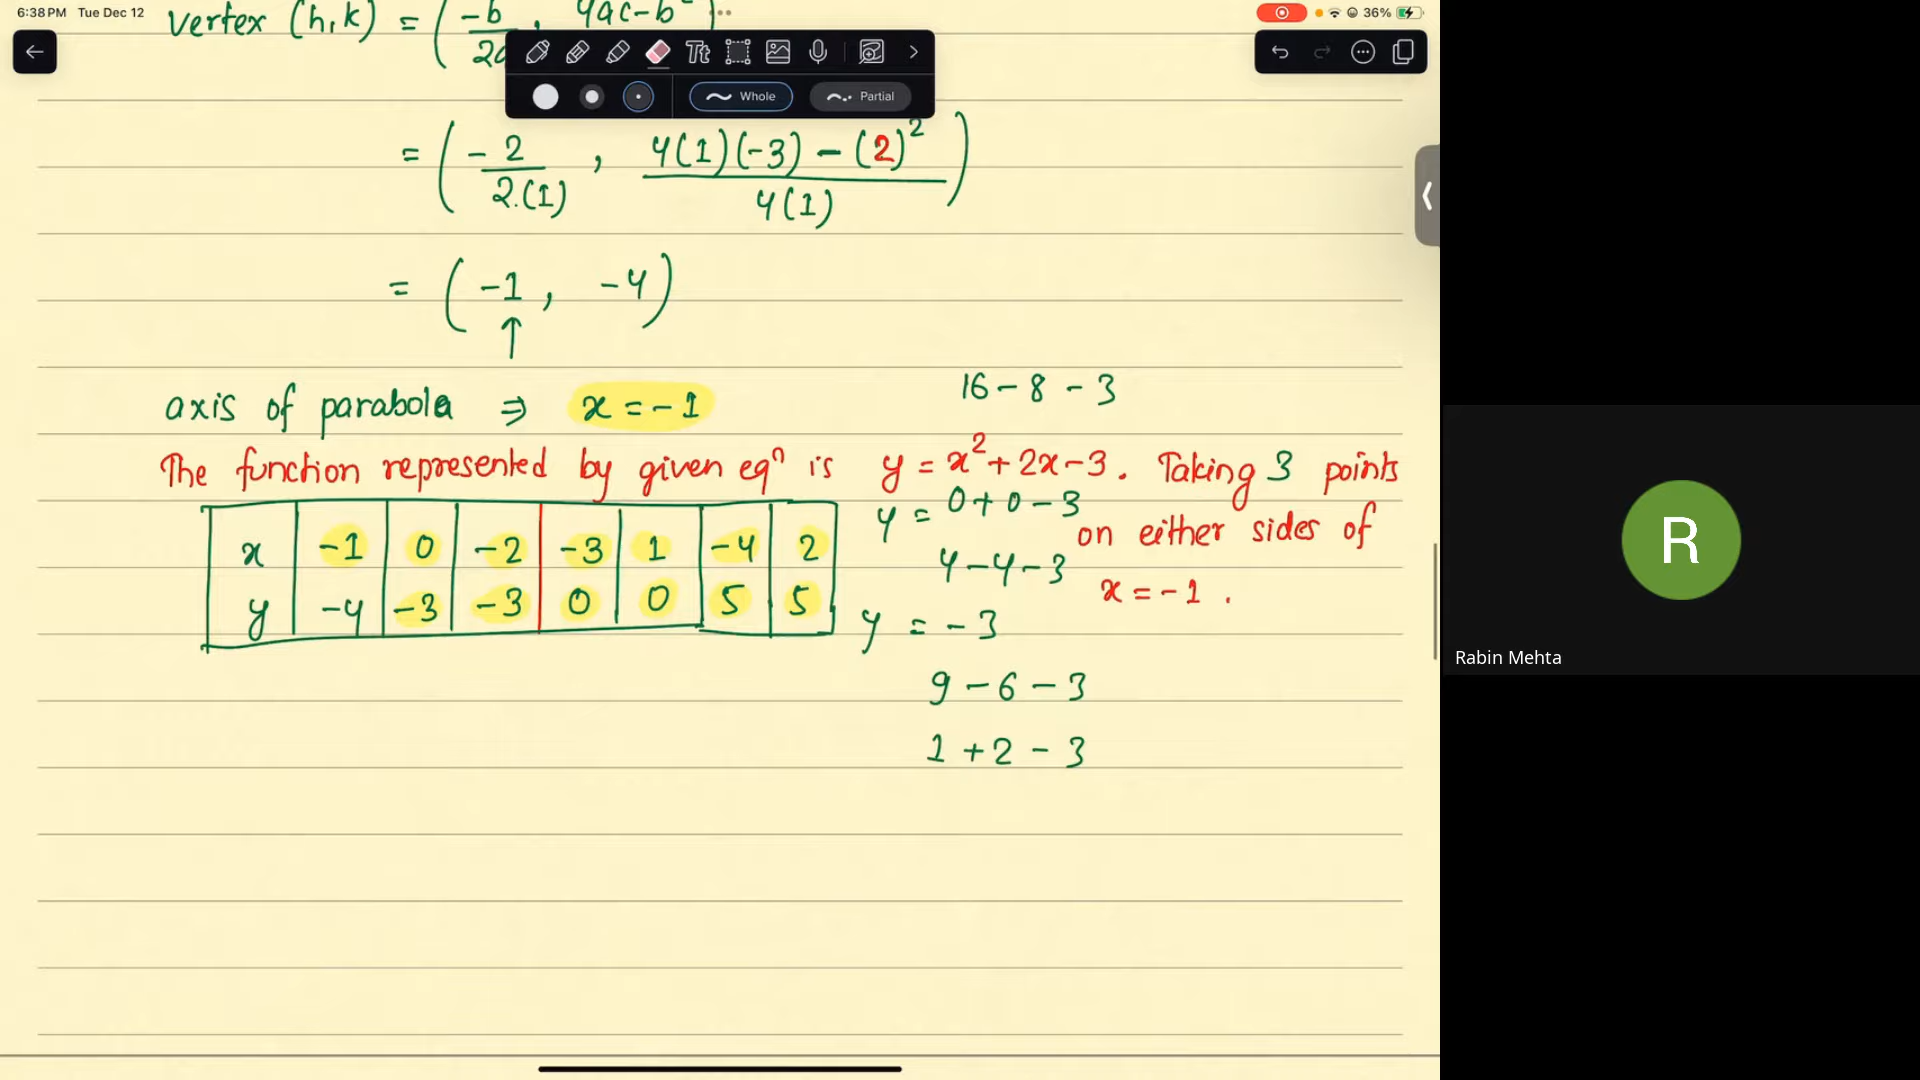 6:38 PM Tue Dec 12
36%
vertex (h,k) = (-b/2a, 4ac-b²
Tt
Whole
Partial
= (-2/2.(1), 4(1)(-3)-(2)²/4(1))
= (-1, -4)
↑
16-8-3
axis of parabola ⇒ x=-1
The function represented by given eqⁿ is y = x²+2x-3. Taking 3 points
on either sides of
x = -1.
x -1 0 -2 -3 1 -4 2
y -4 -3 -3 0 0 5 5
y = 0+0-3
4-4-3
y = -3
9-6-3
1+2-3
R
Rabin Mehta